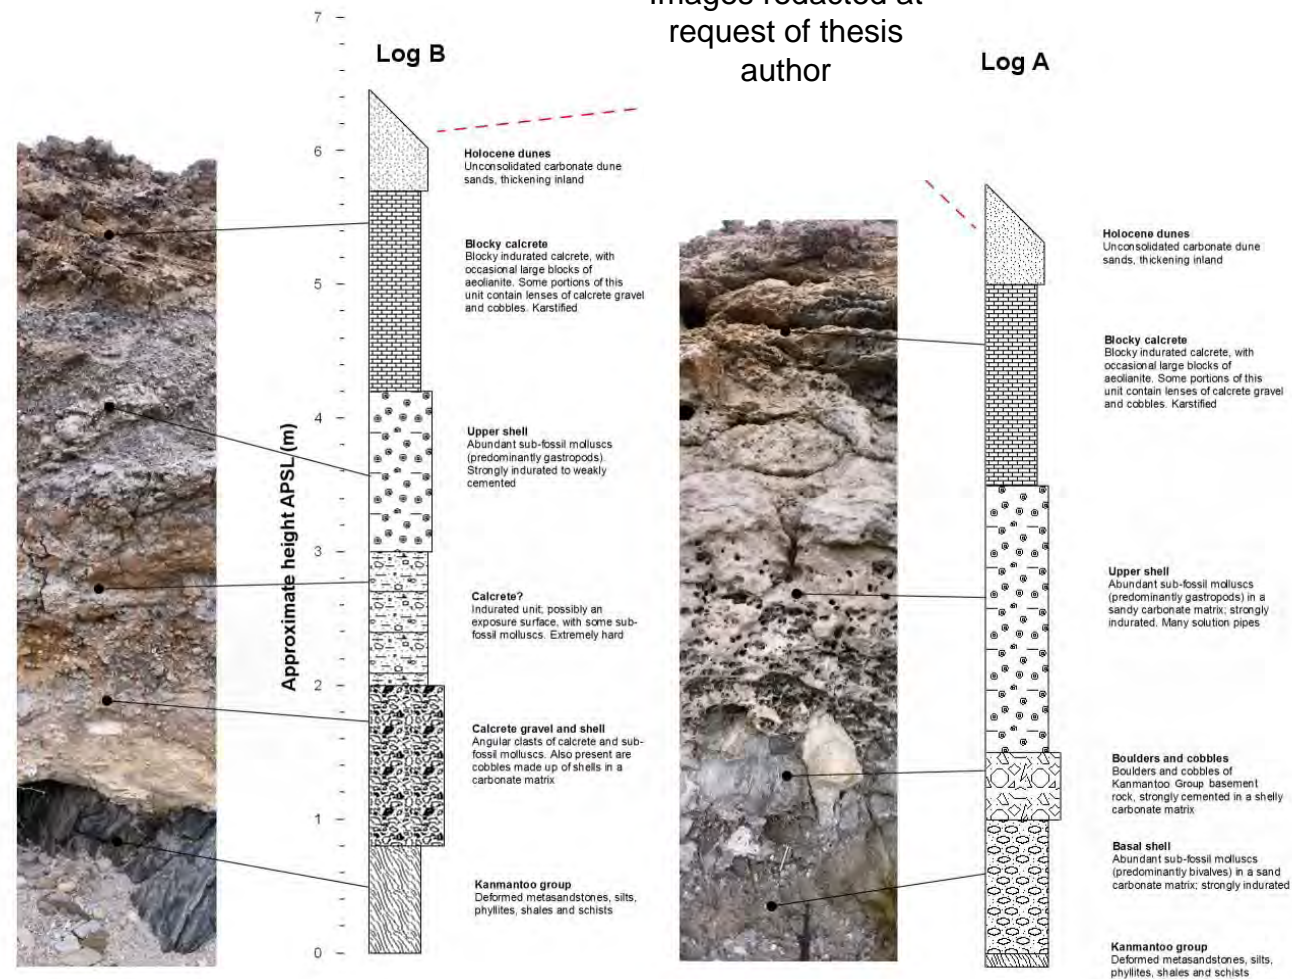 images redacted at
request of thesis
author
Log B
Log A
Approximate height APSL (m)
7
6
5
4
3
2
1
0
Holocene dunes
Unconsolidated carbonate dune
sands, thickening inland
Blocky calcrete
Blocky indurated calcrete, with
occasional large blocks of
aeolianite. Some portions of this
unit contain lenses of calcrete gravel
and cobbles. Karstified
Upper shell
Abundant sub-fossil molluscs
(predominantly gastropods).
Strongly indurated to weakly
cemented
Calcrete?
Indurated unit; possibly an
exposure surface, with some sub-
fossil molluscs. Extremely hard
Calcrete gravel and shell
Angular clasts of calcrete and sub-
fossil molluscs. Also present are
cobbles made up of shells in a
carbonate matrix
Kanmantoo group
Deformed metasandstones, silts,
phyllites, shales and schists
Holocene dunes
Unconsolidated carbonate dune
sands, thickening inland
Blocky calcrete
Blocky indurated calcrete, with
occasional large blocks of
aeolianite. Some portions of this
unit contain lenses of calcrete gravel
and cobbles. Karstified
Upper shell
Abundant sub-fossil molluscs
(predominantly gastropods) in a
sandy carbonate matrix; strongly
indurated. Many solution pipes
Boulders and cobbles
Boulders and cobbles of
Kanmantoo Group basement
rock, strongly cemented in a shelly
carbonate matrix
Basal shell
Abundant sub-fossil molluscs
(predominantly bivalves) in a sand
carbonate matrix; strongly indurated
Kanmantoo group
Deformed metasandstones, silts,
phyllites, shales and schists